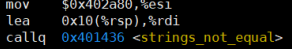 mov    $0x402a80,%esi
lea    0x10(%rsp),%rdi
callq  0x401436 <strings_not_equal>